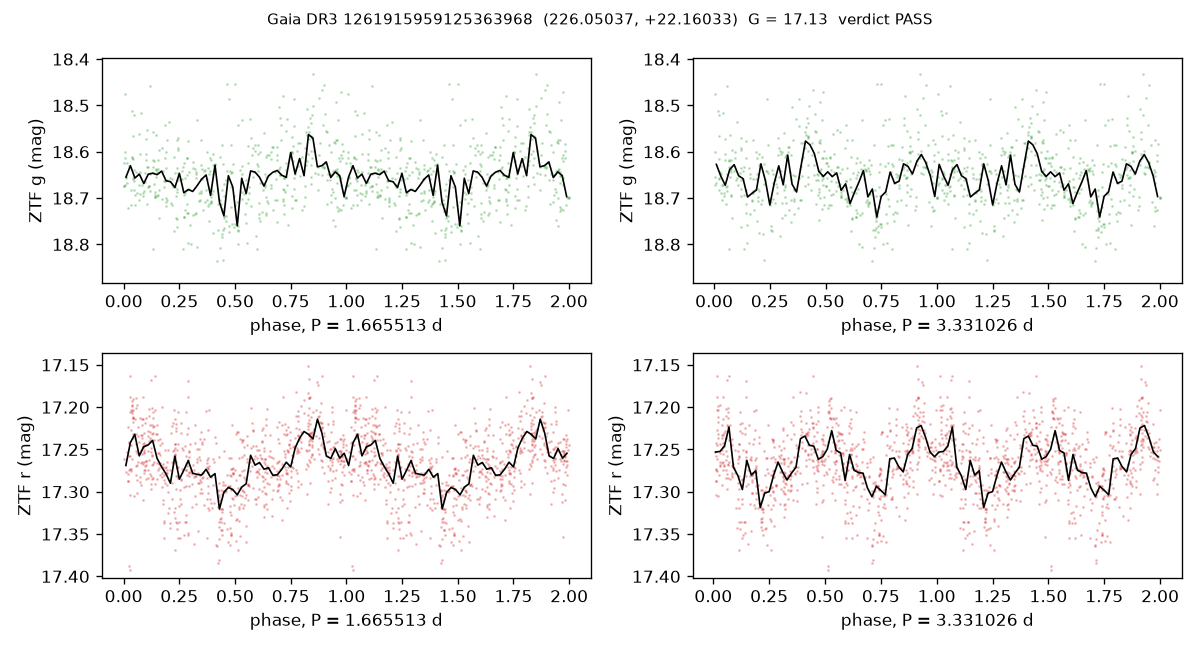 Gaia DR3 1261915959125363968  (226.05037, +22.16033)  G = 17.13  verdict PASS
ZTF g (mag)
18.4
18.5
18.6
18.7
18.8
0.00 0.25 0.50 0.75 1.00 1.25 1.50 1.75 2.00
phase, P = 1.665513 d
ZTF g (mag)
18.4
18.5
18.6
18.7
18.8
0.00 0.25 0.50 0.75 1.00 1.25 1.50 1.75 2.00
phase, P = 3.331026 d
ZTF r (mag)
17.15
17.20
17.25
17.30
17.35
17.40
0.00 0.25 0.50 0.75 1.00 1.25 1.50 1.75 2.00
phase, P = 1.665513 d
ZTF r (mag)
17.15
17.20
17.25
17.30
17.35
17.40
0.00 0.25 0.50 0.75 1.00 1.25 1.50 1.75 2.00
phase, P = 3.331026 d